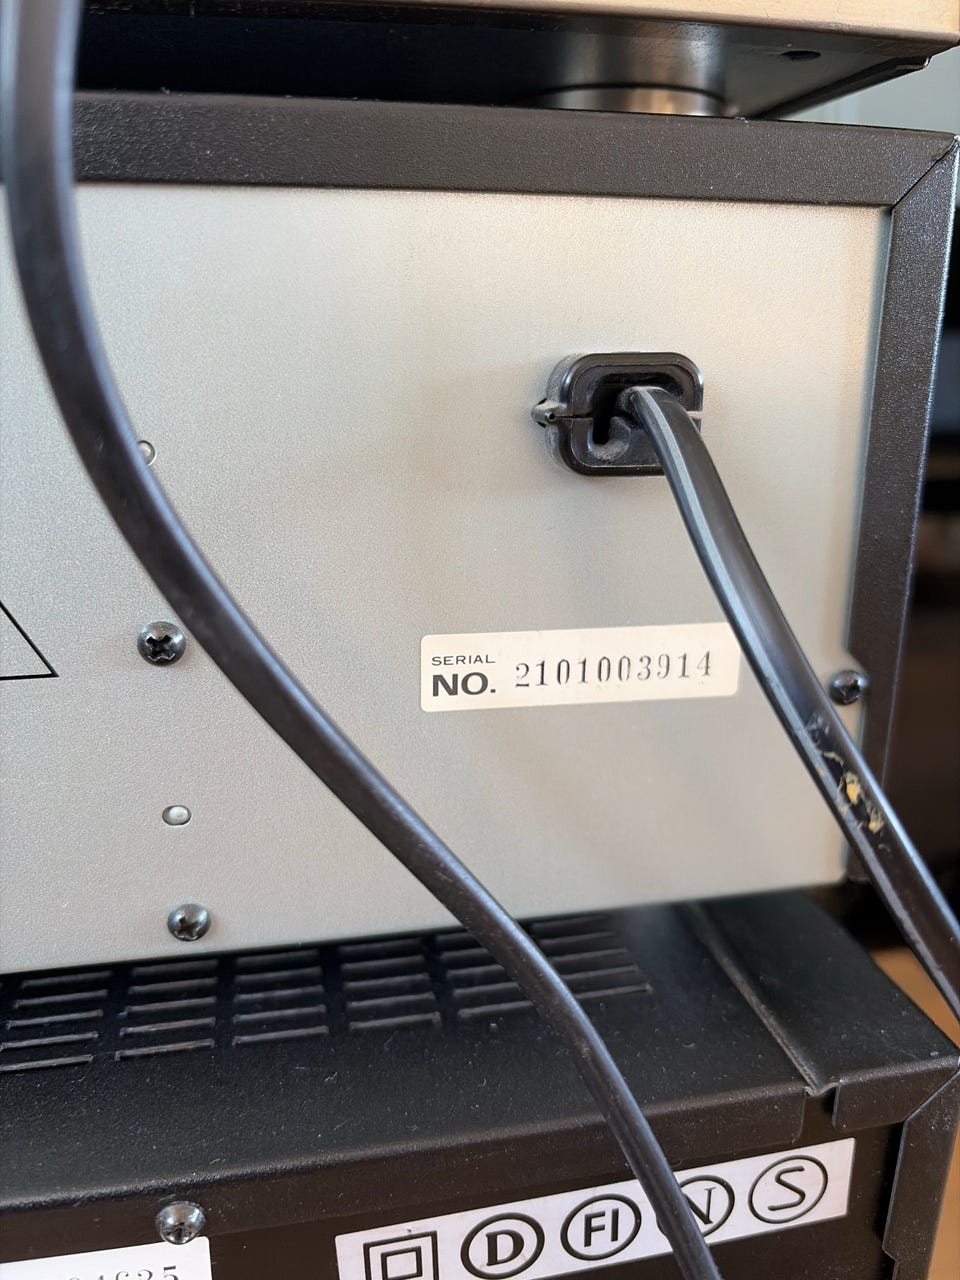 SERIAL
NO. 2101003914
D FI N S